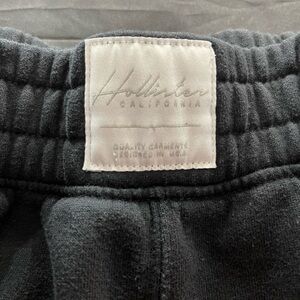 Hollister
CALIFORNIA
QUALITY GARMENTS
DESIGNED IN U.S.A